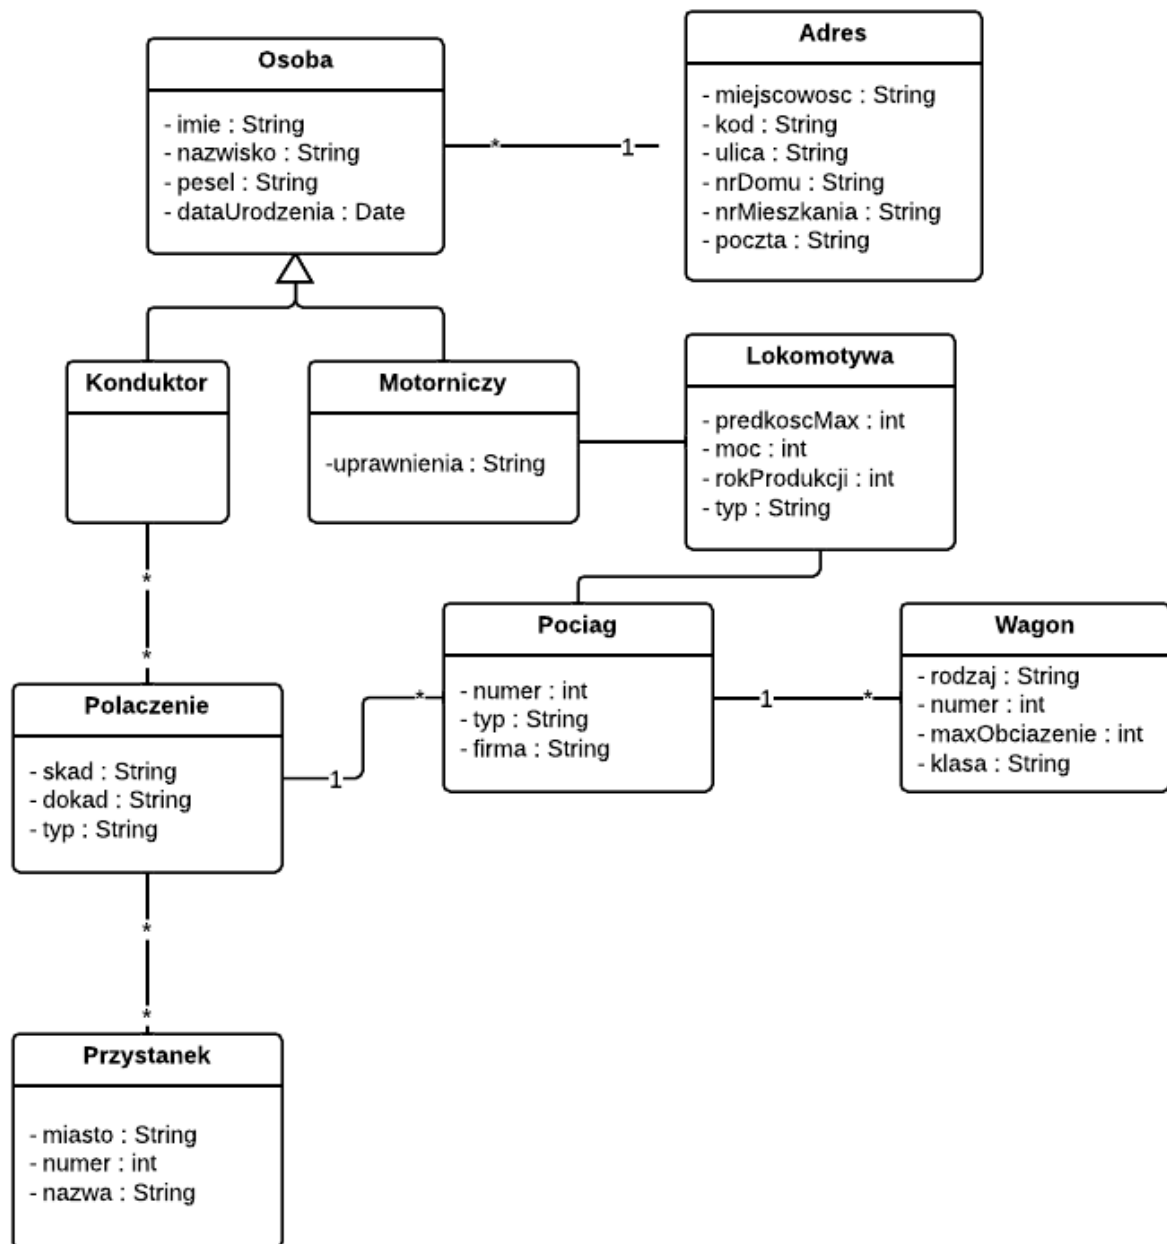 Osoba
- imie : String
- nazwisko : String
- pesel : String
- dataUrodzenia : Date
* 1
Adres
- miejscowosc : String
- kod : String
- ulica : String
- nrDomu : String
- nrMieszkania : String
- poczta : String
Konduktor
Motorniczy
-uprawnienia : String
Lokomotywa
- predkoscMax : int
- moc : int
- rokProdukcji : int
- typ : String
*
*
Polaczenie
- skad : String
- dokad : String
- typ : String
1
*
Pociag
- numer : int
- typ : String
- firma : String
1 *
Wagon
- rodzaj : String
- numer : int
- maxObciazenie : int
- klasa : String
*
*
Przystanek
- miasto : String
- numer : int
- nazwa : String